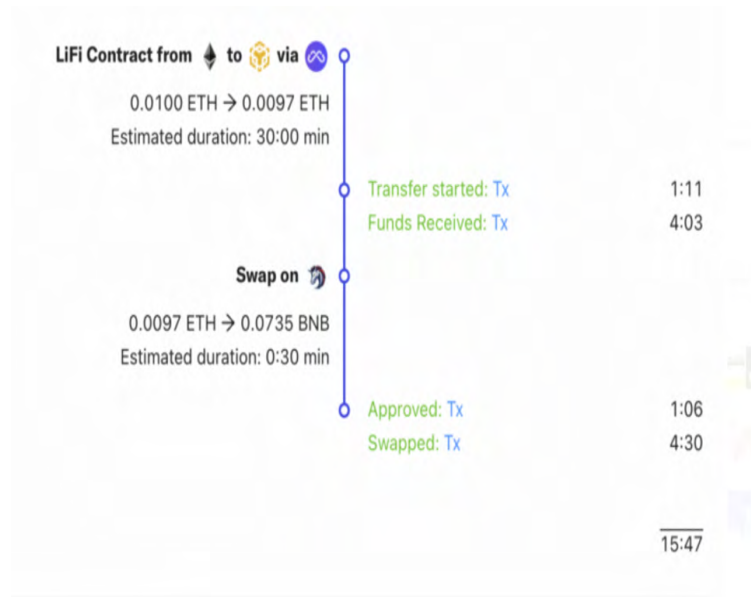 LiFi Contract from to via
0.0100 ETH → 0.0097 ETH
Estimated duration: 30:00 min
Transfer started: Tx 1:11
Funds Received: Tx 4:03
Swap on
0.0097 ETH → 0.0735 BNB
Estimated duration: 0:30 min
Approved: Tx 1:06
Swapped: Tx 4:30
15:47